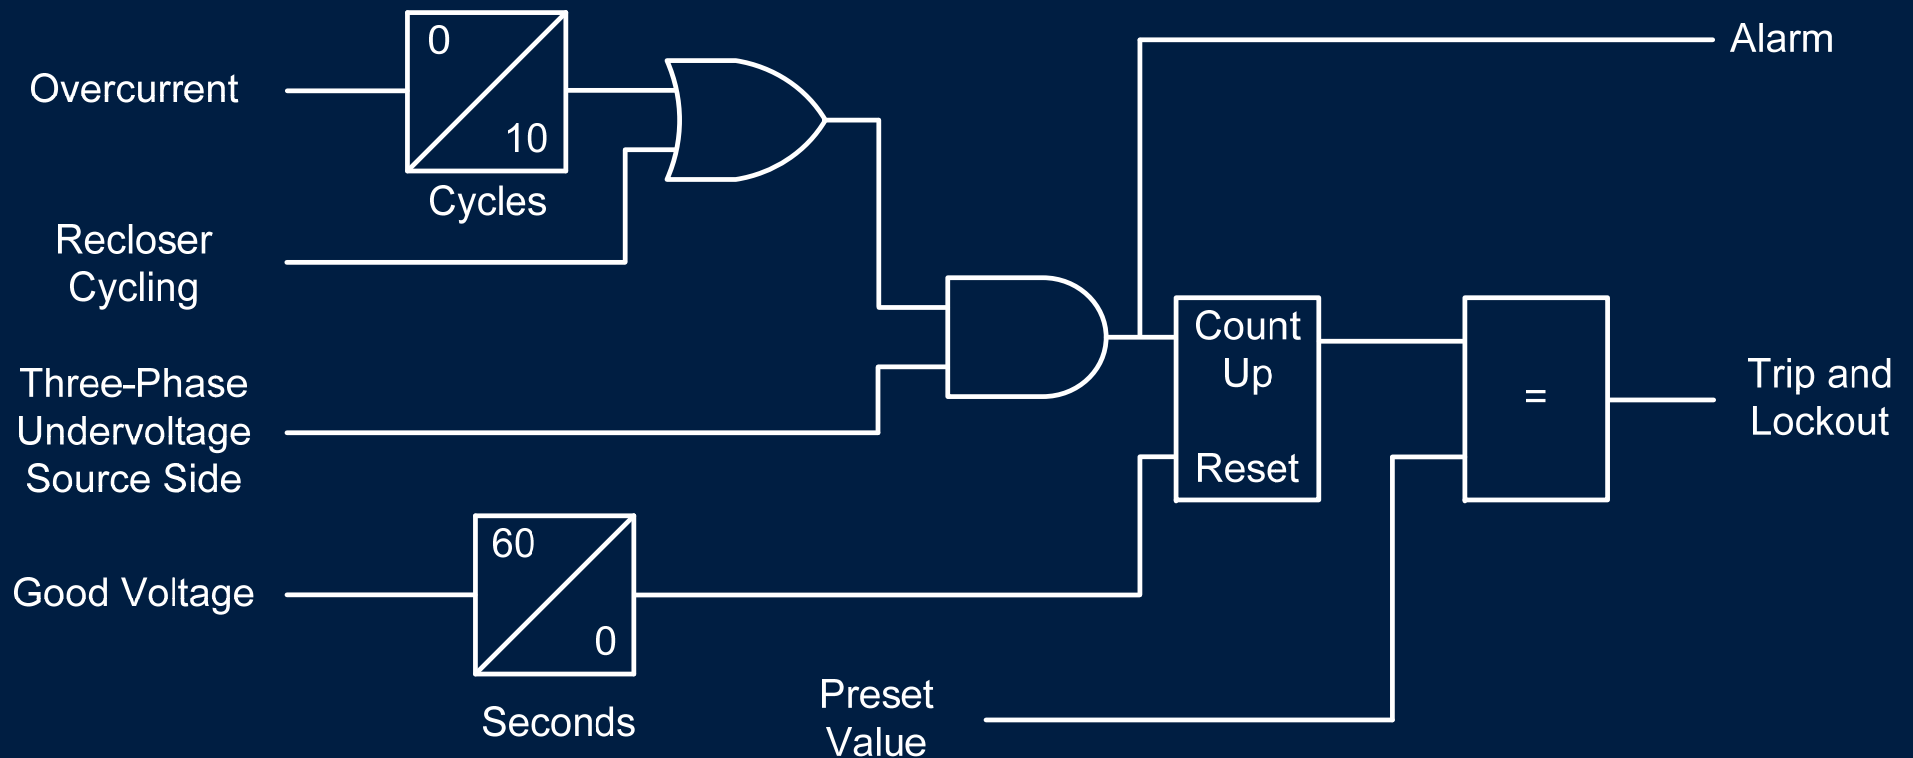 Overcurrent
0
10
Cycles
Recloser
Cycling
Three-Phase
Undervoltage
Source Side
Good Voltage
60
0
Seconds
Preset
Value
Count
Up
Reset
=
Alarm
Trip and
Lockout